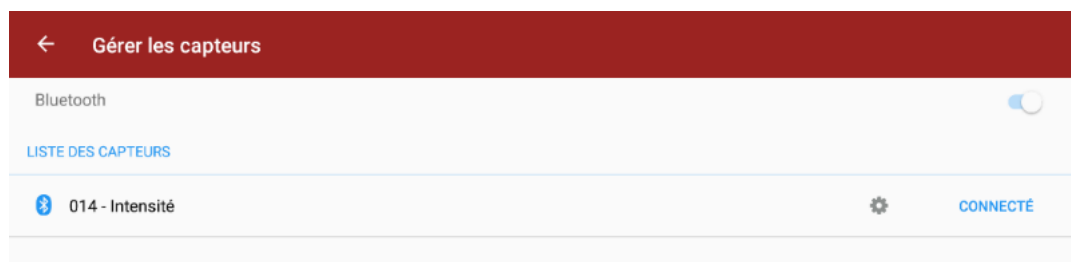 Gérer les capteurs
Bluetooth
LISTE DES CAPTEURS
014 - Intensité CONNECTÉ